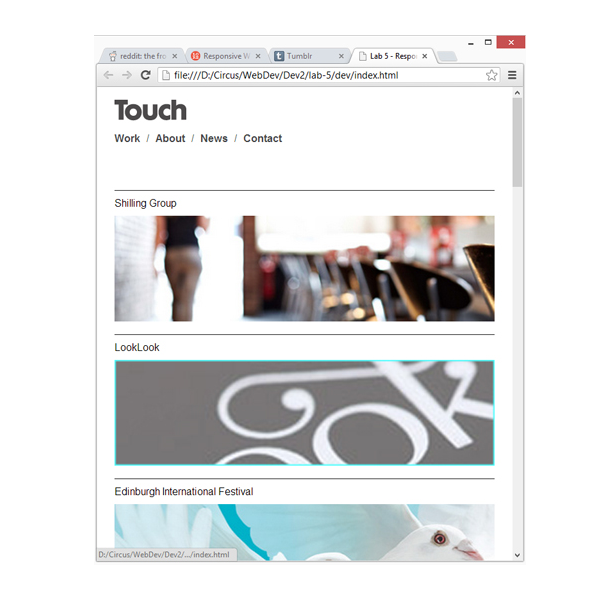 reddit: the fro
Responsive W
Tumblr
Lab 5 - Respo
file:///D:/Circus/WebDev/Dev2/lab-5/dev/index.html
Touch
Work / About / News / Contact
Shilling Group
LookLook
ook
Edinburgh International Festival
D:/Circus/WebDev/Dev2/.../index.html